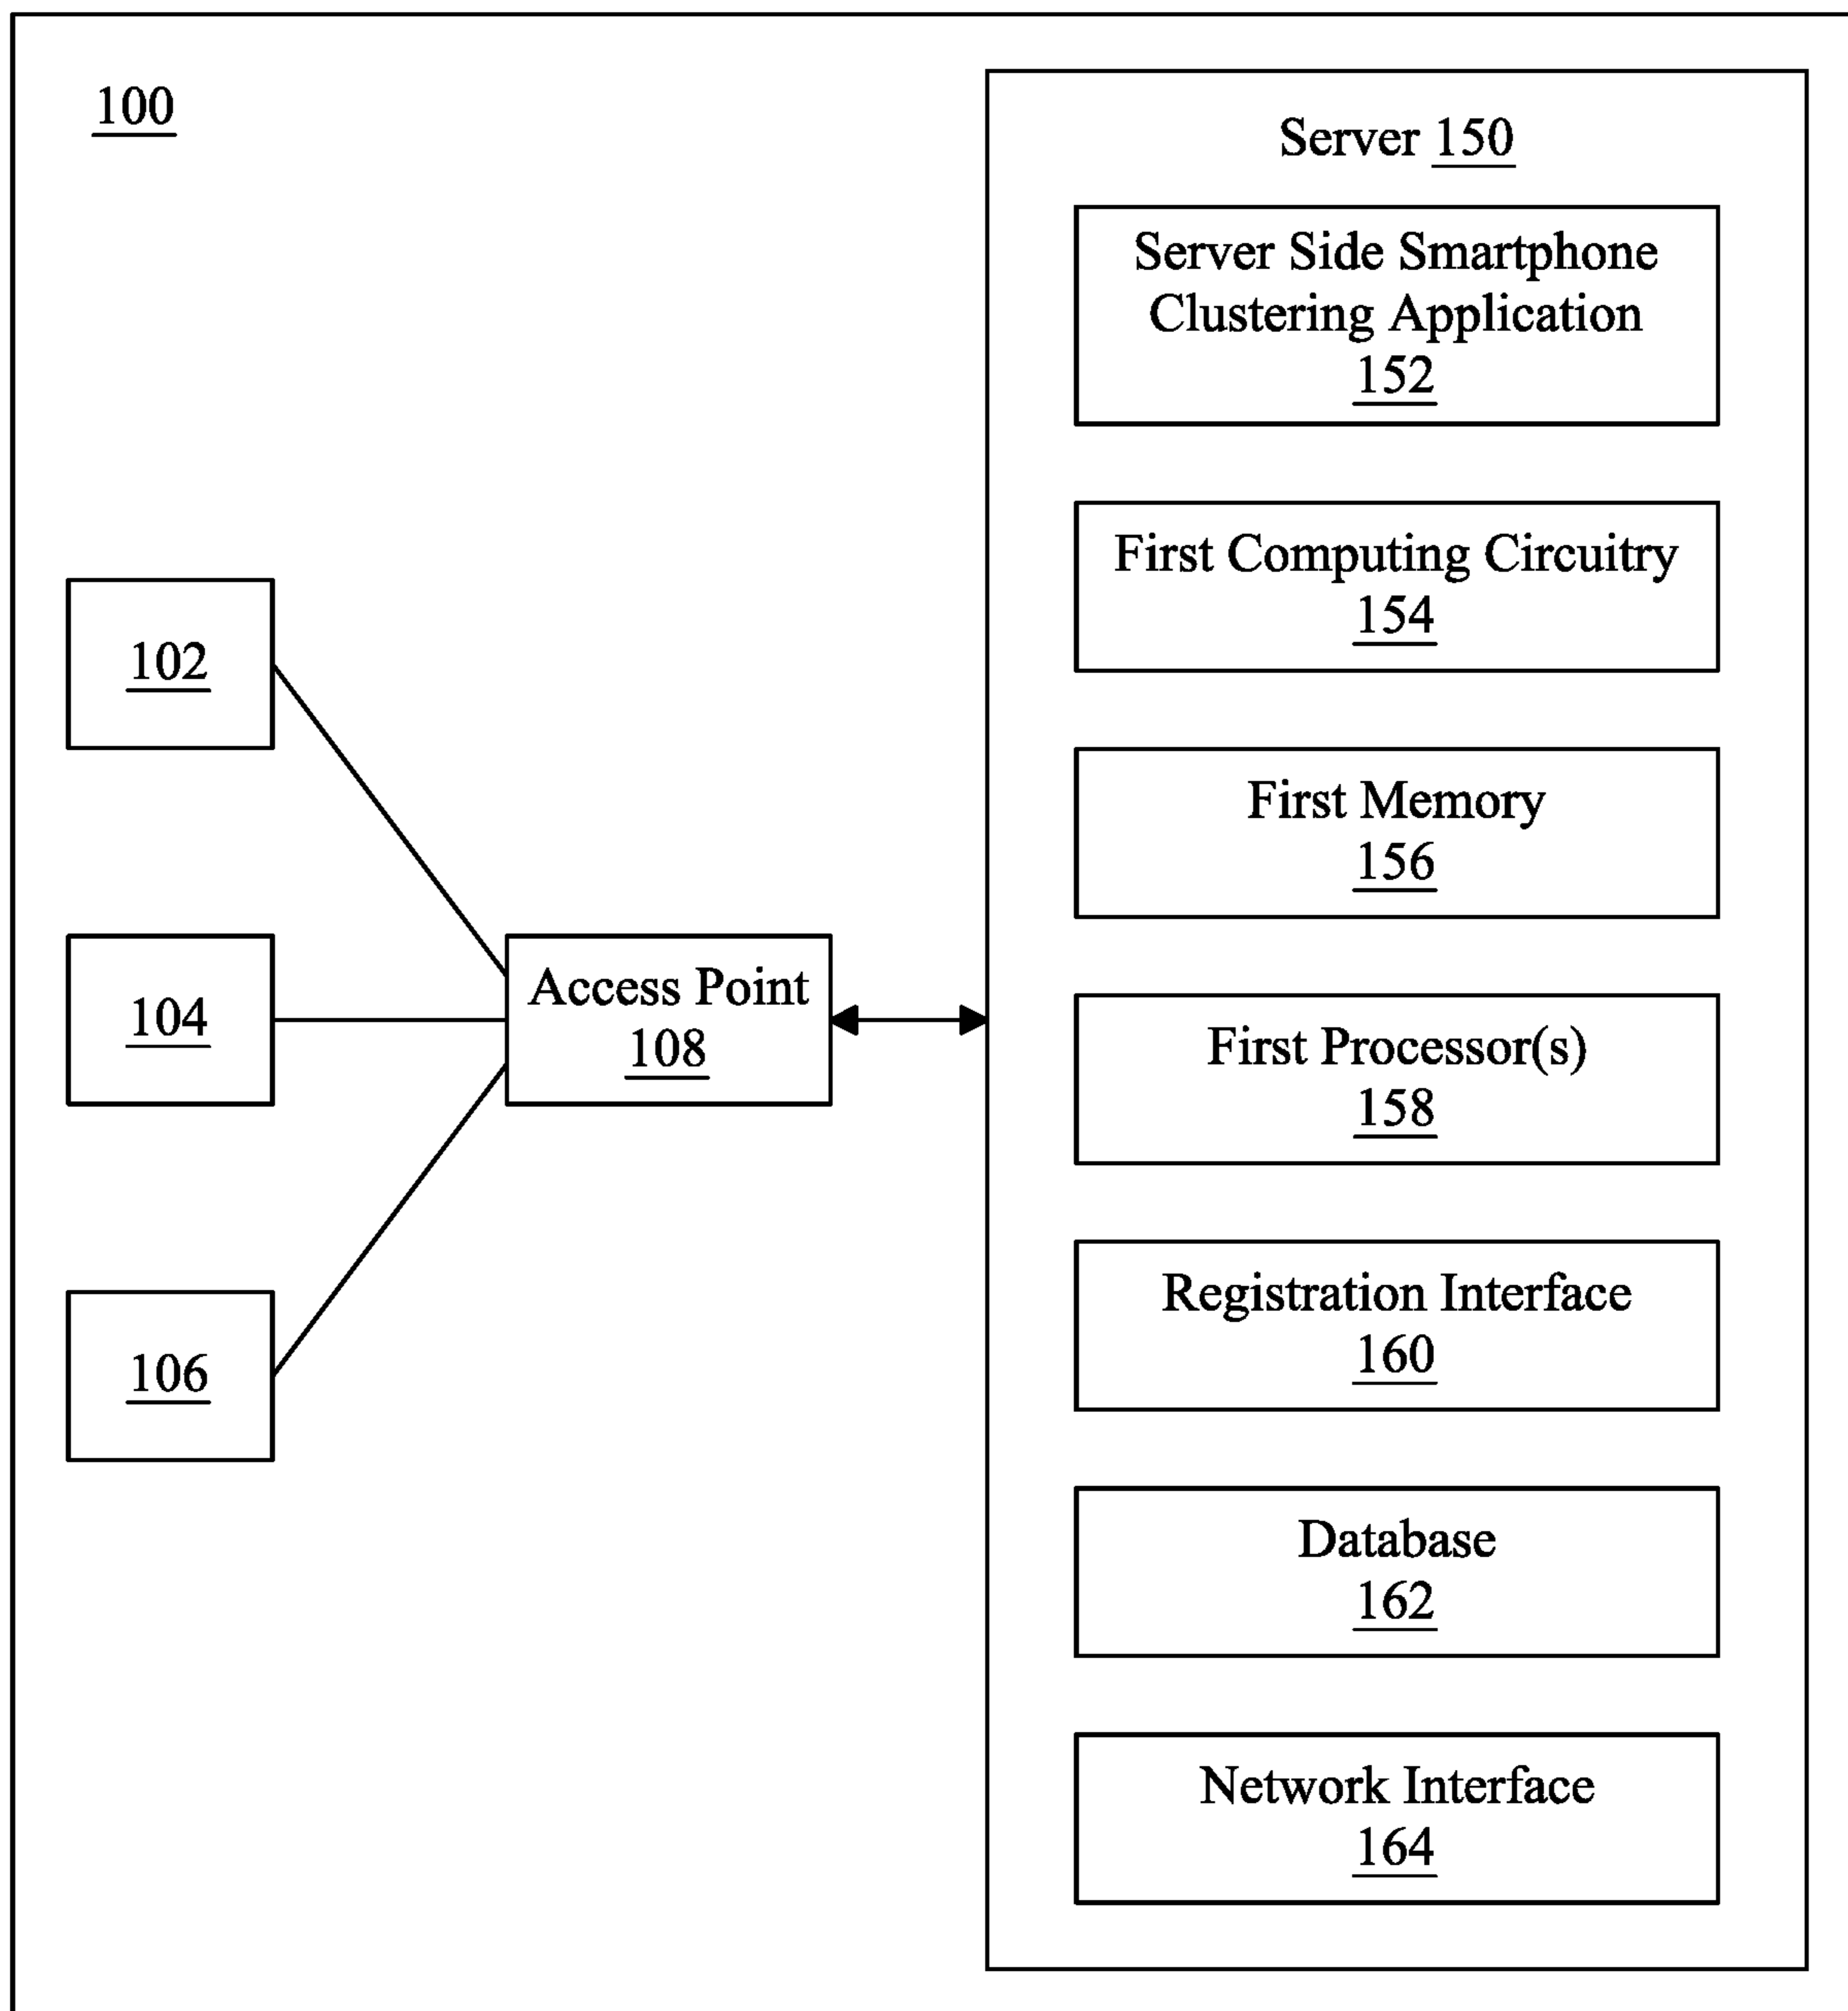 100
102
104
106
Access Point
108
Server 150
Server Side Smartphone
Clustering Application
152
First Computing Circuitry
154
First Memory
156
First Processor(s)
158
Registration Interface
160
Database
162
Network Interface
164